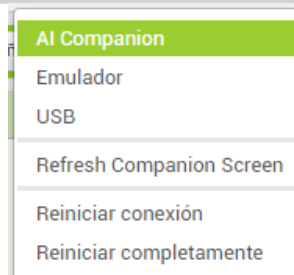 AI Companion
Emulador
USB
Refresh Companion Screen
Reiniciar conexión
Reiniciar completamente